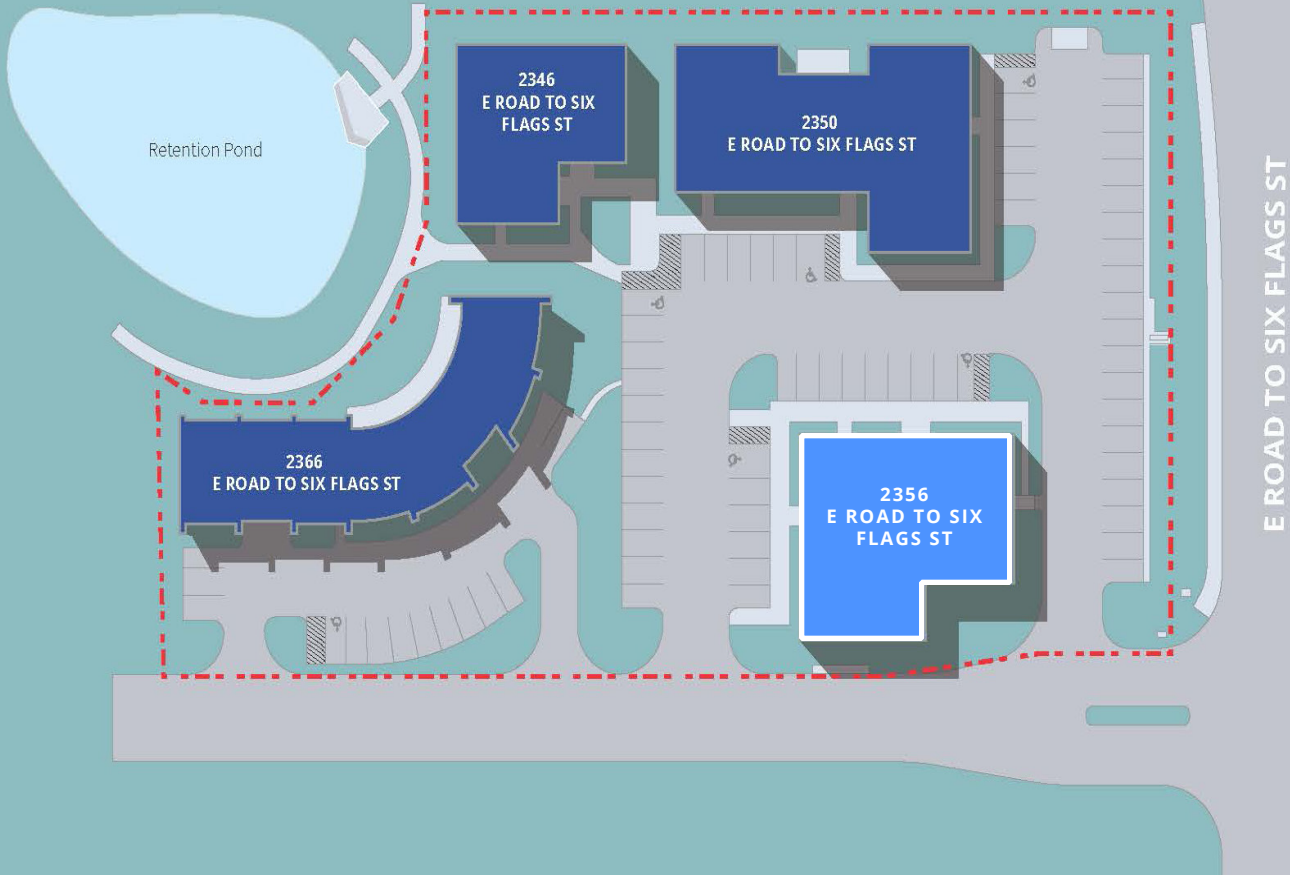 2346
E ROAD TO SIX
FLAGS ST
2350
E ROAD TO SIX FLAGS ST
Retention Pond
E ROAD TO SIX FLAGS ST
2366
E ROAD TO SIX FLAGS ST
2356
E ROAD TO SIX
FLAGS ST